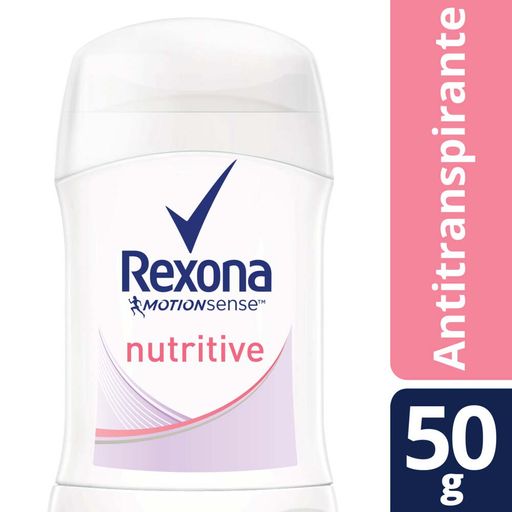 Rexona
MOTIONsense™
nutritive
Antitranspirante
50
g